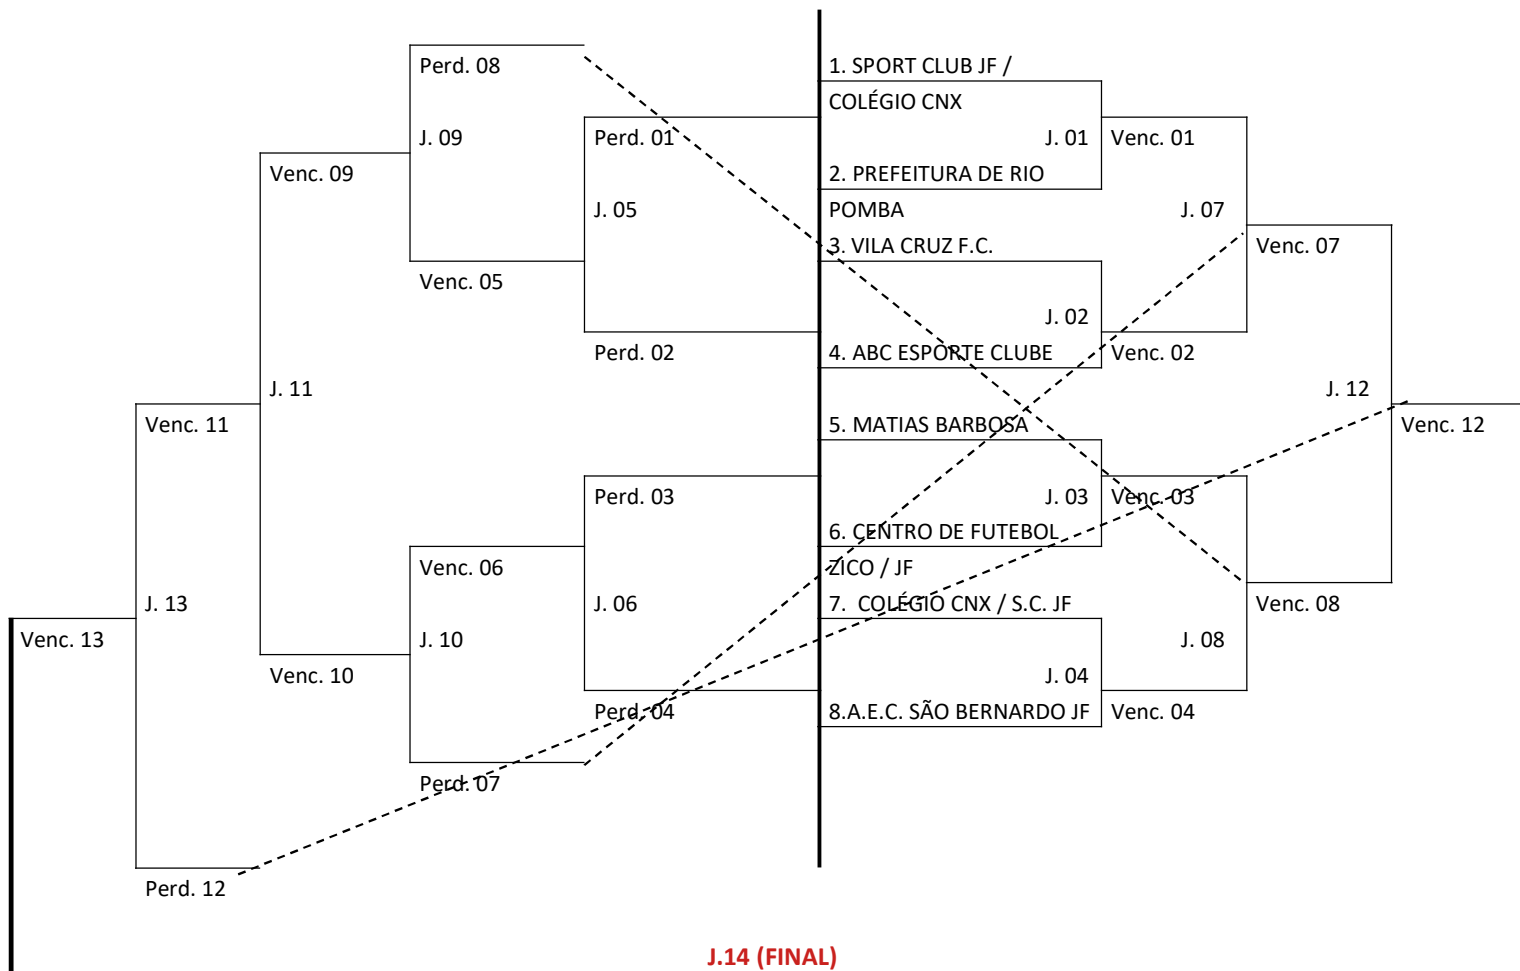 Perd. 08
1. SPORT CLUB JF /
COLÉGIO CNX
J. 09
Perd. 01
J. 01
Venc. 01
Venc. 09
2. PREFEITURA DE RIO
POMBA
J. 05
J. 07
3. VILA CRUZ F.C.
Venc. 07
Venc. 05
J. 02
Perd. 02
4. ABC ESPORTE CLUBE
Venc. 02
J. 11
J. 12
Venc. 11
5. MATIAS BARBOSA
Venc. 12
Perd. 03
J. 03
Venc. 03
6. CENTRO DE FUTEBOL
ZICO / JF
Venc. 06
J. 13
J. 06
7. COLÉGIO CNX / S.C. JF
Venc. 08
Venc. 13
J. 10
J. 08
Venc. 10
J. 04
Perd. 04
8.A.E.C. SÃO BERNARDO JF
Venc. 04
Perd. 07
Perd. 12
J.14 (FINAL)